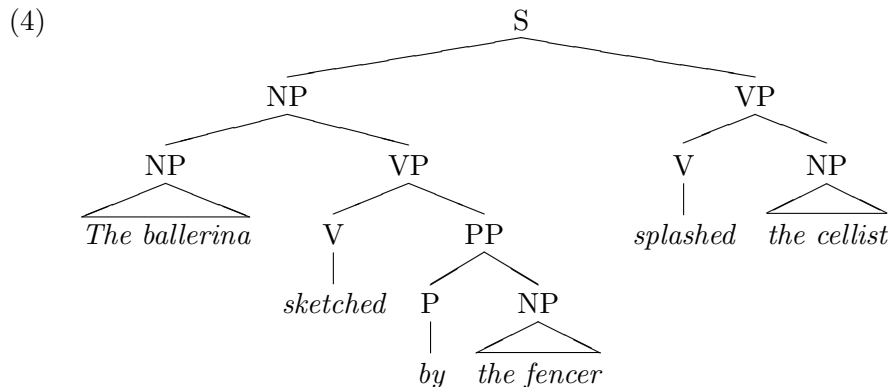 (4) S
NP VP
NP VP V NP
The ballerina V PP splashed the cellist
sketched P NP
by the fencer